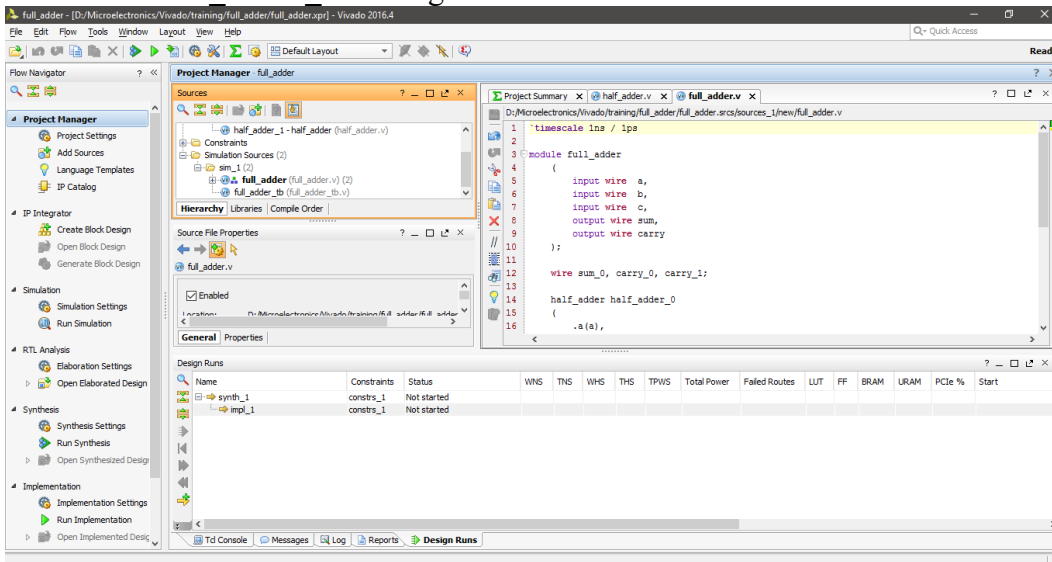 full_adder - [D:/Microelectronics/Vivado/training/full_adder/full_adder.xpr] - Vivado 2016.4
File Edit Flow Tools Window Layout View Help
Quick Access
Default Layout
Read
Flow Navigator
Project Manager
Project Settings
Add Sources
Language Templates
IP Catalog
IP Integrator
Create Block Design
Open Block Design
Generate Block Design
Simulation
Simulation Settings
Run Simulation
RTL Analysis
Elaboration Settings
Open Elaborated Design
Synthesis
Synthesis Settings
Run Synthesis
Open Synthesized Design
Implementation
Implementation Settings
Run Implementation
Open Implemented Desig
Project Manager - full_adder
Sources
half_adder_1 - half_adder (half_adder.v)
Constraints
Simulation Sources (2)
sim_1 (2)
full_adder (full_adder.v) (2)
full_adder_tb (full_adder_tb.v)
Hierarchy Libraries Compile Order
Source File Properties
full_adder.v
Enabled
Location: D:/Microelectronics/Vivado/training/full_adder/full_adder
General Properties
Project Summary half_adder.v full_adder.v
D:/Microelectronics/Vivado/training/full_adder/full_adder.srcs/sources_1/new/full_adder.v
1 `timescale 1ns / 1ps
2
3 module full_adder
4 (
5 input wire a,
6 input wire b,
7 input wire c,
8 output wire sum,
9 output wire carry
10 );
11
12 wire sum_0, carry_0, carry_1;
13
14 half_adder half_adder_0
15 (
16 .a(a),
Design Runs
Name Constraints Status WNS TNS WHS THS TPWS Total Power Failed Routes LUT FF BRAM URAM PCIe % Start
synth_1 constrs_1 Not started
impl_1 constrs_1 Not started
Tcl Console Messages Log Reports Design Runs